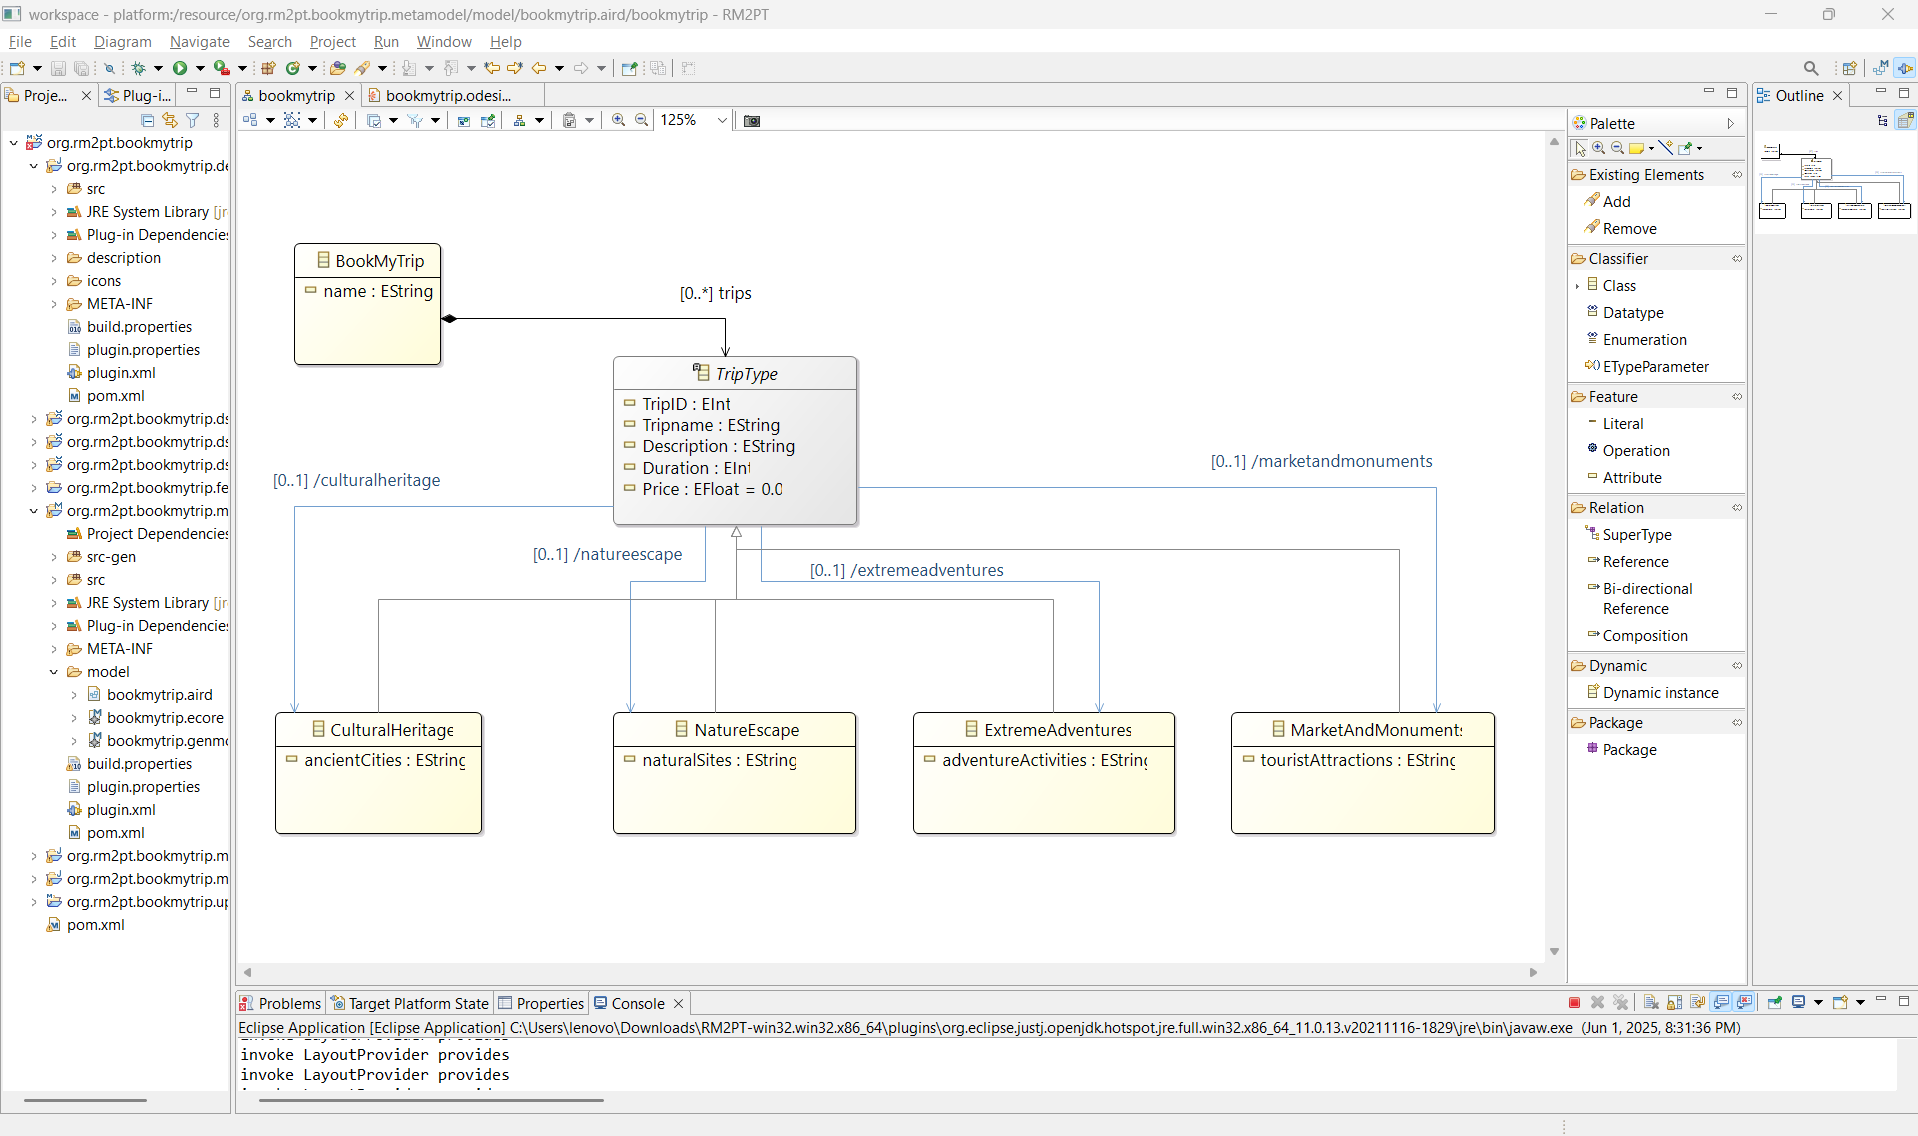 workspace - platform:/resource/org.rm2pt.bookmytrip.metamodel/model/bookmytrip.aird/bookmytrip - RM2PT
File Edit Diagram Navigate Search Project Run Window Help
Proje... Plug-i...
org.rm2pt.bookmytrip
org.rm2pt.bookmytrip.de
src
JRE System Library [jr
Plug-in Dependencies
description
icons
META-INF
build.properties
plugin.properties
plugin.xml
pom.xml
org.rm2pt.bookmytrip.ds
org.rm2pt.bookmytrip.ds
org.rm2pt.bookmytrip.ds
org.rm2pt.bookmytrip.fe
org.rm2pt.bookmytrip.m
Project Dependencies
src-gen
src
JRE System Library [jr
Plug-in Dependencies
META-INF
model
bookmytrip.aird
bookmytrip.ecore
bookmytrip.genmo
build.properties
plugin.properties
plugin.xml
pom.xml
org.rm2pt.bookmytrip.m
org.rm2pt.bookmytrip.m
org.rm2pt.bookmytrip.up
pom.xml
bookmytrip bookmytrip.odesi...
125%
BookMyTrip
name : EString
[0..*] trips
TripType
TripID : EInt
Tripname : EString
Description : EString
Duration : EInt
Price : EFloat = 0.0
[0..1] /culturalheritage
[0..1] /marketandmonuments
[0..1] /natureescape
[0..1] /extremeadventures
CulturalHeritage
ancientCities : EString
NatureEscape
naturalSites : EString
ExtremeAdventures
adventureActivities : EString
MarketAndMonuments
touristAttractions : EString
Palette
Existing Elements
Add
Remove
Classifier
Class
Datatype
Enumeration
ETypeParameter
Feature
Literal
Operation
Attribute
Relation
SuperType
Reference
Bi-directional
Reference
Composition
Dynamic
Dynamic instance
Package
Package
Outline
Problems Target Platform State Properties Console
Eclipse Application [Eclipse Application] C:\Users\lenovo\Downloads\RM2PT-win32.win32.x86_64\plugins\org.eclipse.justj.openjdk.hotspot.jre.full.win32.x86_64_11.0.13.v20211116-1829\jre\bin\javaw.exe (Jun 1, 2025, 8:31:36 PM)
invoke LayoutProvider provides
invoke LayoutProvider provides